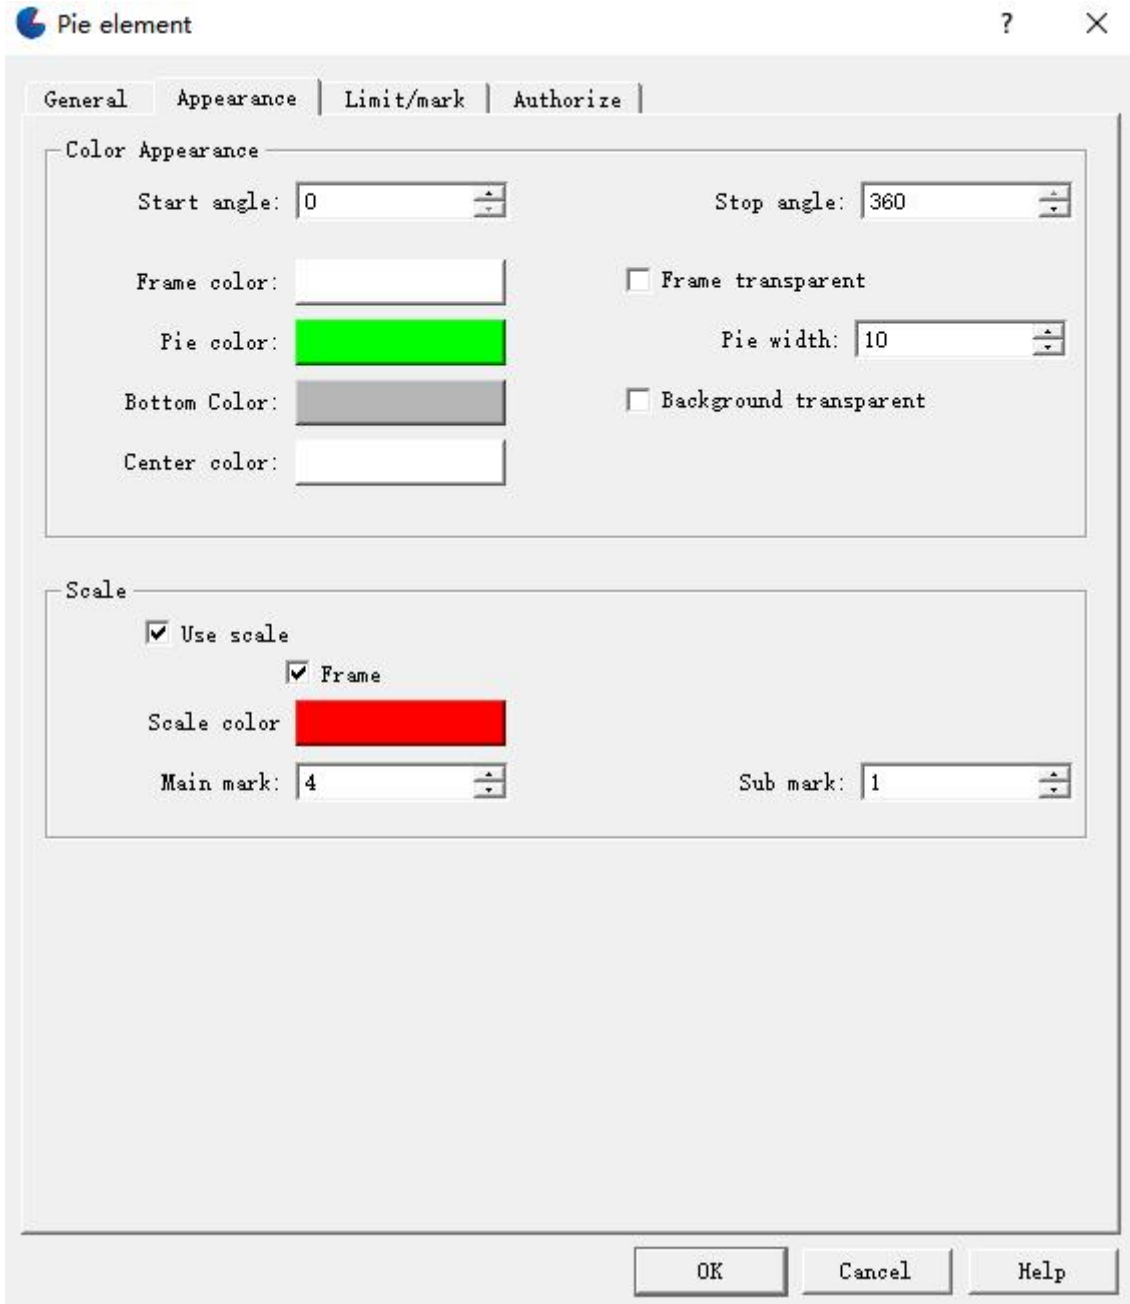 Pie element ?
General Appearance Limit/mark Authorize
Color Appearance
Start angle: 0 Stop angle: 360
Frame color: Frame transparent
Pie color: Pie width: 10
Bottom Color: Background transparent
Center color:
Scale
Use scale
Frame
Scale color
Main mark: 4 Sub mark: 1
OK Cancel Help